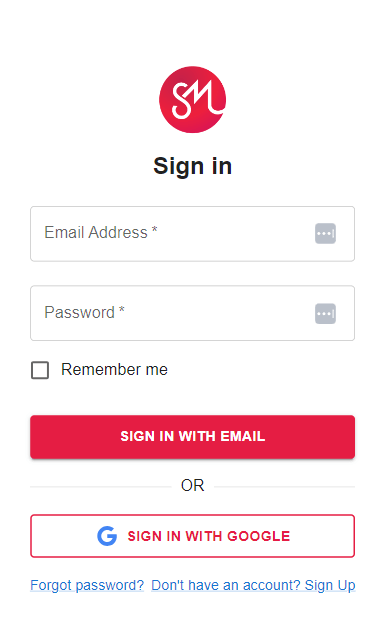 SM
Sign in
Email Address *
Password *
Remember me
SIGN IN WITH EMAIL
OR
SIGN IN WITH GOOGLE
Forgot password? Don't have an account? Sign Up